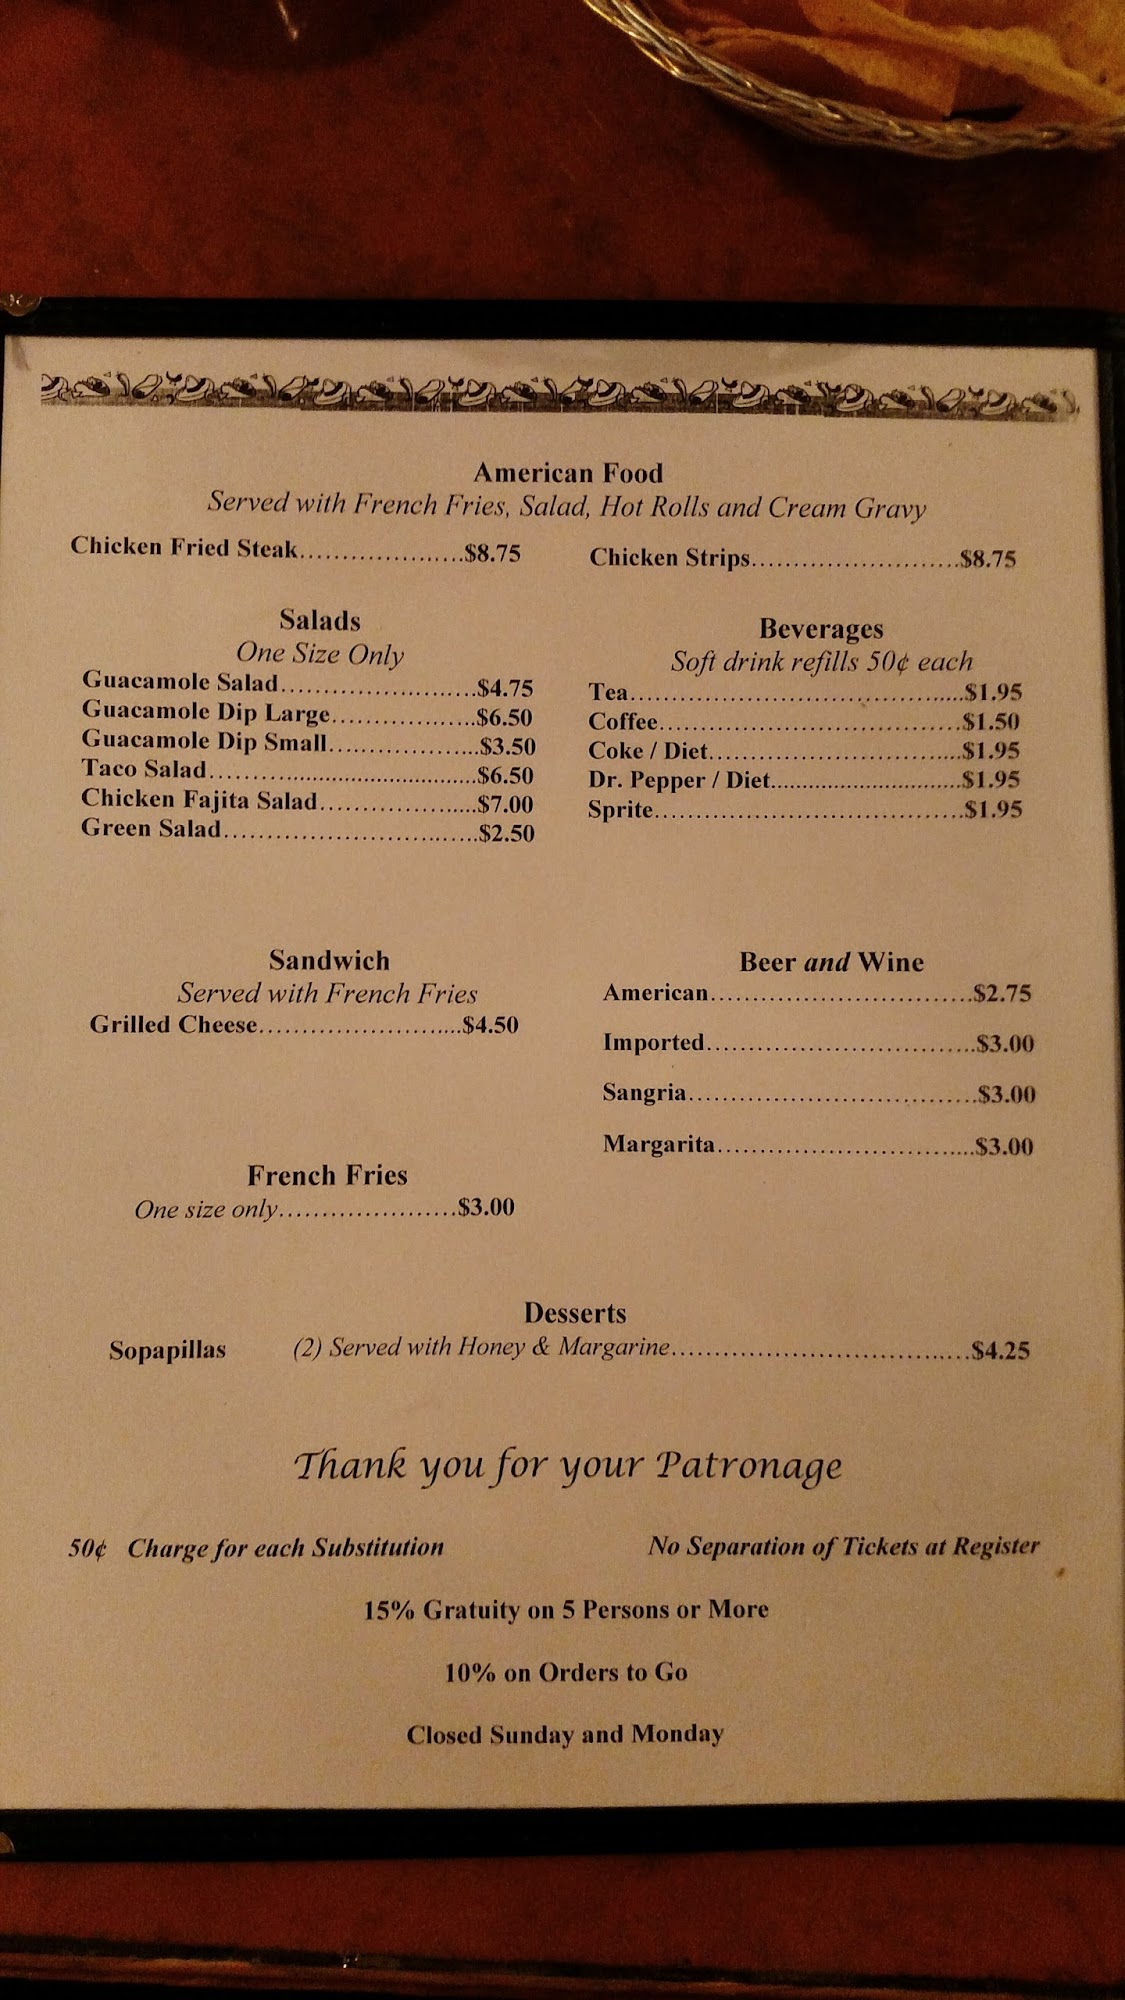 American Food
Served with French Fries, Salad, Hot Rolls and Cream Gravy
Chicken Fried Steak.......................$8.75
Chicken Strips.........................$8.75
Salads
One Size Only
Guacamole Salad.........................$4.75
Guacamole Dip Large...................$6.50
Guacamole Dip Small...................$3.50
Taco Salad.................................$6.50
Chicken Fajita Salad....................$7.00
Green Salad...............................$2.50
Beverages
Soft drink refills 50¢ each
Tea.......................................$1.95
Coffee....................................$1.50
Coke / Diet...............................$1.95
Dr. Pepper / Diet.........................$1.95
Sprite....................................$1.95
Sandwich
Served with French Fries
Grilled Cheese.........................$4.50
Beer and Wine
American...............................$2.75
Imported...............................$3.00
Sangria.................................$3.00
Margarita..............................$3.00
French Fries
One size only.....................$3.00
Desserts
Sopapillas (2) Served with Honey & Margarine...................................$4.25
Thank you for your Patronage
50¢ Charge for each Substitution
No Separation of Tickets at Register
15% Gratuity on 5 Persons or More
10% on Orders to Go
Closed Sunday and Monday